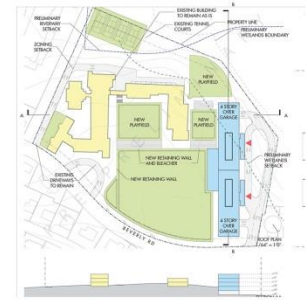 PRELIMINARY
RIVERWAY
SETBACK
ZONING
SETBACK
EXISTING BUILDING
TO REMAIN AS IS
EXISTING TENNIS
COURTS
B
PROPERTY LINE
PRELIMINARY
WETLANDS BOUNDARY
NEW
PLAYFIELD
A
A
NEW
PLAYFIELD
NEW
PLAYFIELD
6 STORY
OVER
GARAGE
PRELIMINARY
WETLANDS
SETBACK
EXISTING
DRIVEWAYS
TO REMAIN
NEW RETAINING WALL
AND BLEACHER
NEW RETAINING WALL
6 STORY
OVER
GARAGE
BEVERLY RD
B
ROOF PLAN